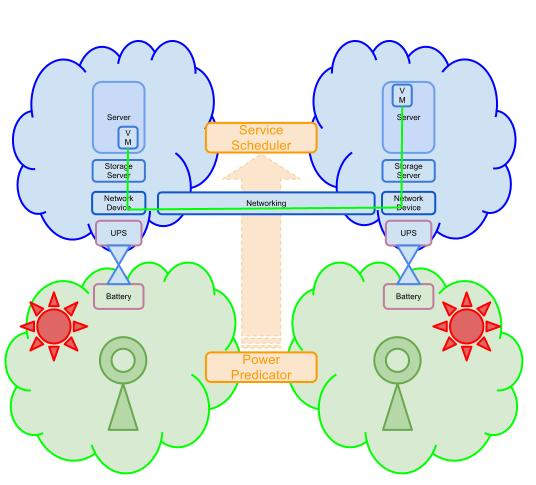 Server
V
M
Storage
Server
Network
Device
UPS
Battery
Service
Scheduler
Networking
Power
Predicator
V
M
Server
Storage
Server
Network
Device
UPS
Battery